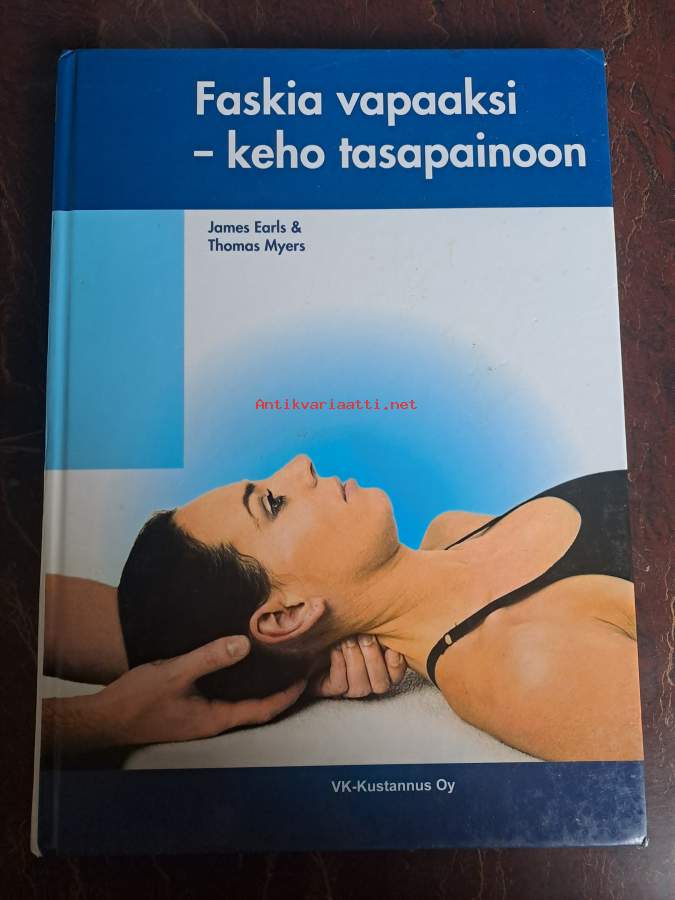 Faskia vapaaksi
– keho tasapainoon
James Earls &
Thomas Myers
Antikvariaatti.net
VK-Kustannus Oy